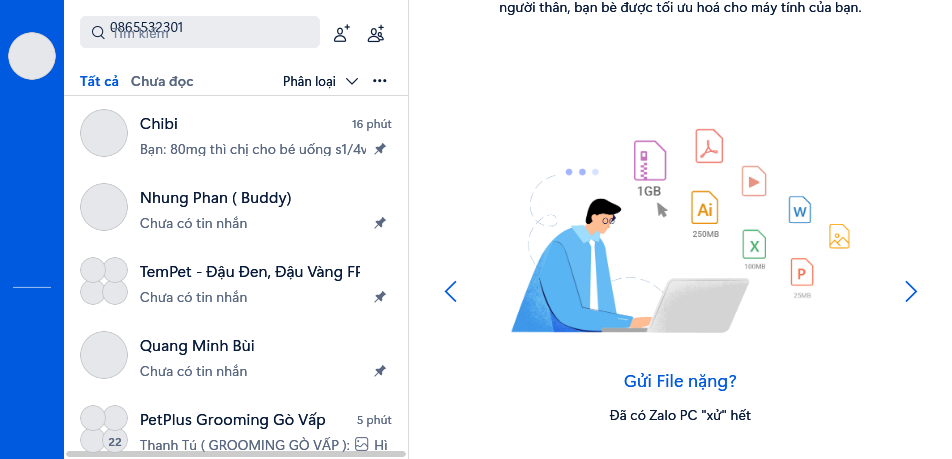 0865532301
Tìm kiếm
Tất cả Chưa đọc Phân loại
Chibi 16 phút
Bạn: 80mg thì chị cho bé uống s1/4v
Nhung Phan ( Buddy)
Chưa có tin nhắn
TemPet - Đậu Đen, Đậu Vàng FF
Chưa có tin nhắn
Quang Minh Bùi
Chưa có tin nhắn
PetPlus Grooming Gò Vấp 5 phút
22 Thanh Tú ( GROOMING GÒ VẤP ): Hì
người thân, bạn bè được tối ưu hoá cho máy tính của bạn.
1GB
Ai
250MB
W
X
100MB
P
25MB
Gửi File nặng?
Đã có Zalo PC "xử" hết